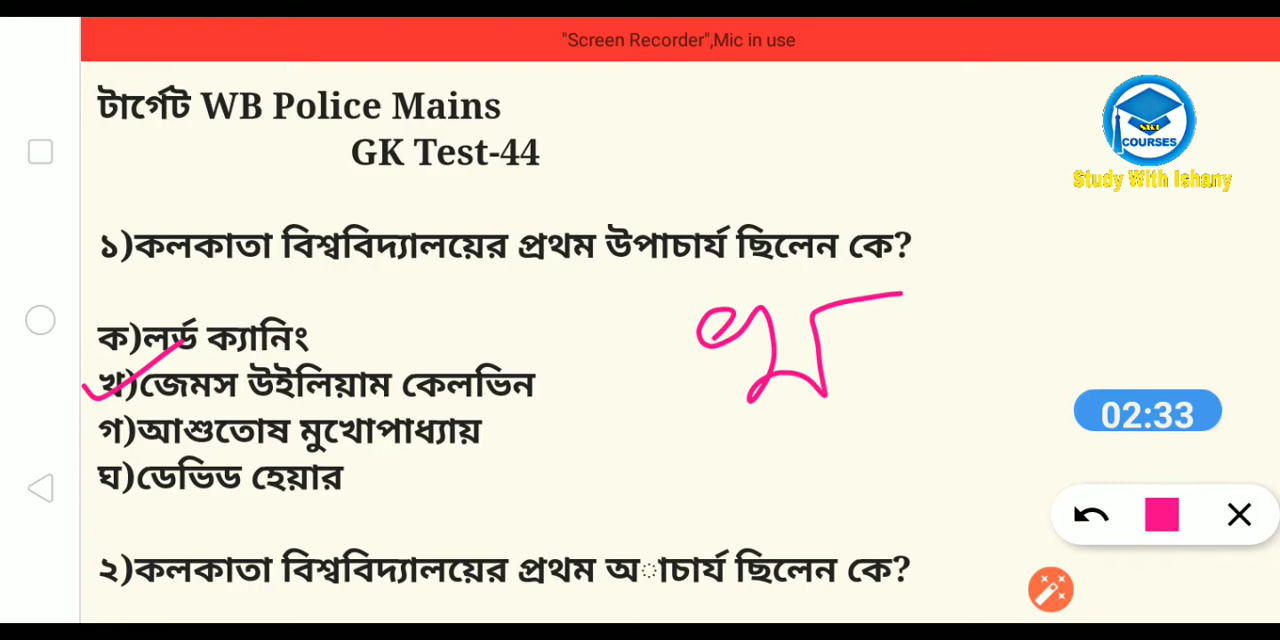 "Screen Recorder",Mic in use
টার্গেট WB Police Mains
GK Test-44
COURSES
Study With Ishany
১)কলকাতা বিশ্ববিদ্যালয়ের প্রথম উপাচার্য ছিলেন কে?
ক)লর্ড ক্যানিং
খ)জেমস উইলিয়াম কেলভিন
গ)আশুতোষ মুখোপাধ্যায়
ঘ)ডেভিড হেয়ার
খ
02:33
২)কলকাতা বিশ্ববিদ্যালয়ের প্রথম অাচার্য ছিলেন কে?